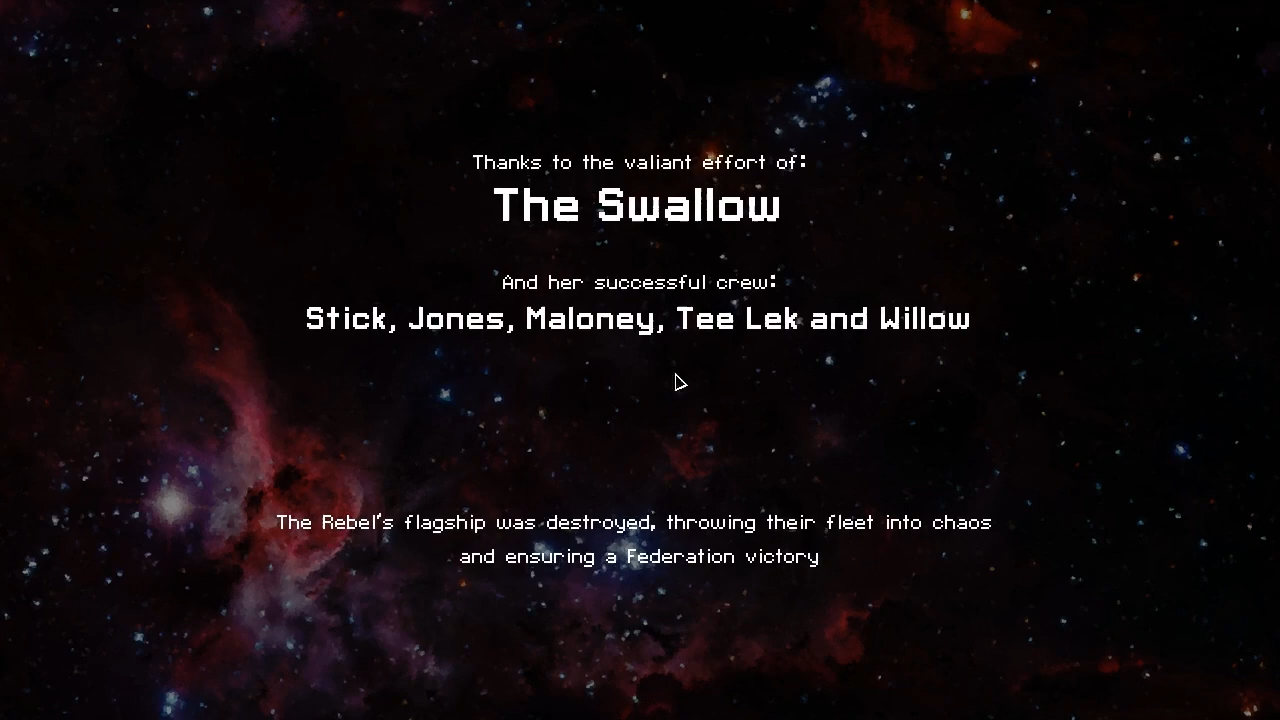 Thanks to the valiant effort of:
The Swallow
And her successful crew:
Stick, Jones, Maloney, Tee Lek and Willow
The Rebel's flagship was destroyed, throwing their fleet into chaos
and ensuring a Federation victory